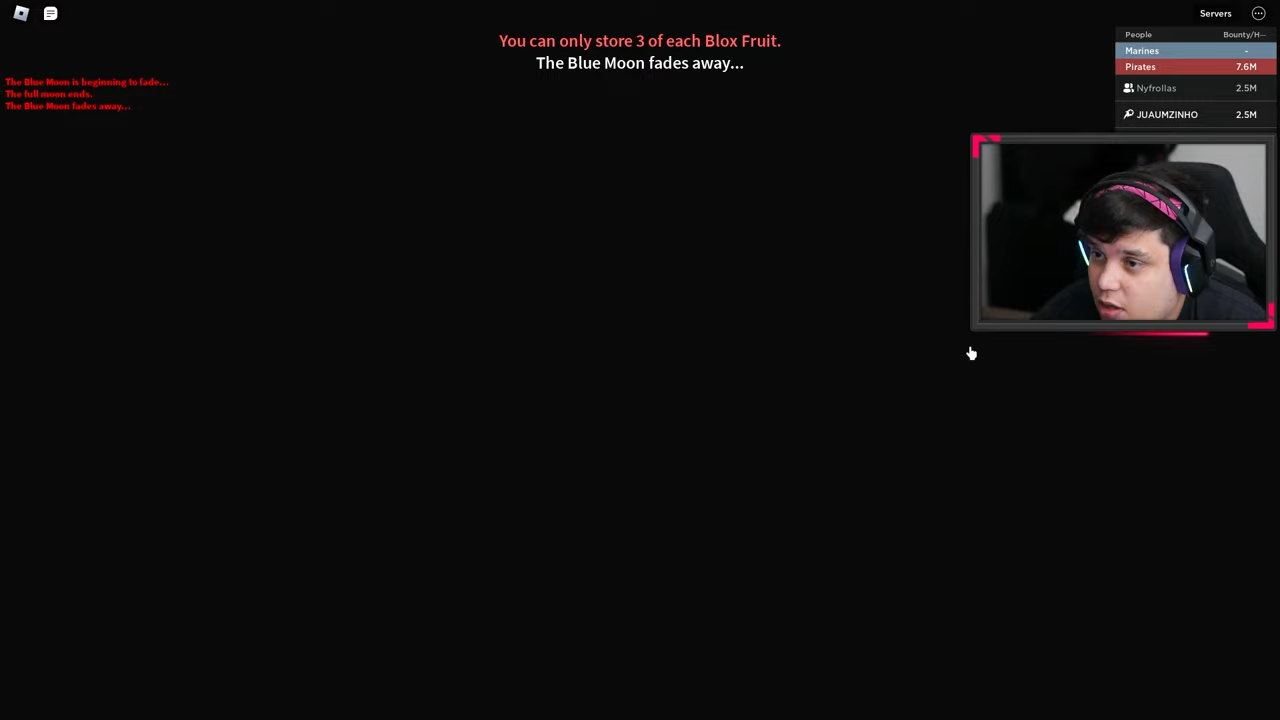 Servers
You can only store 3 of each Blox Fruit.
The Blue Moon fades away...
The Blue Moon is beginning to fade...
The full moon ends.
The Blue Moon fades away...
People Bounty/H—
Marines -
Pirates 7.6M
Nyfrollas 2.5M
JUAUMZINHO 2.5M